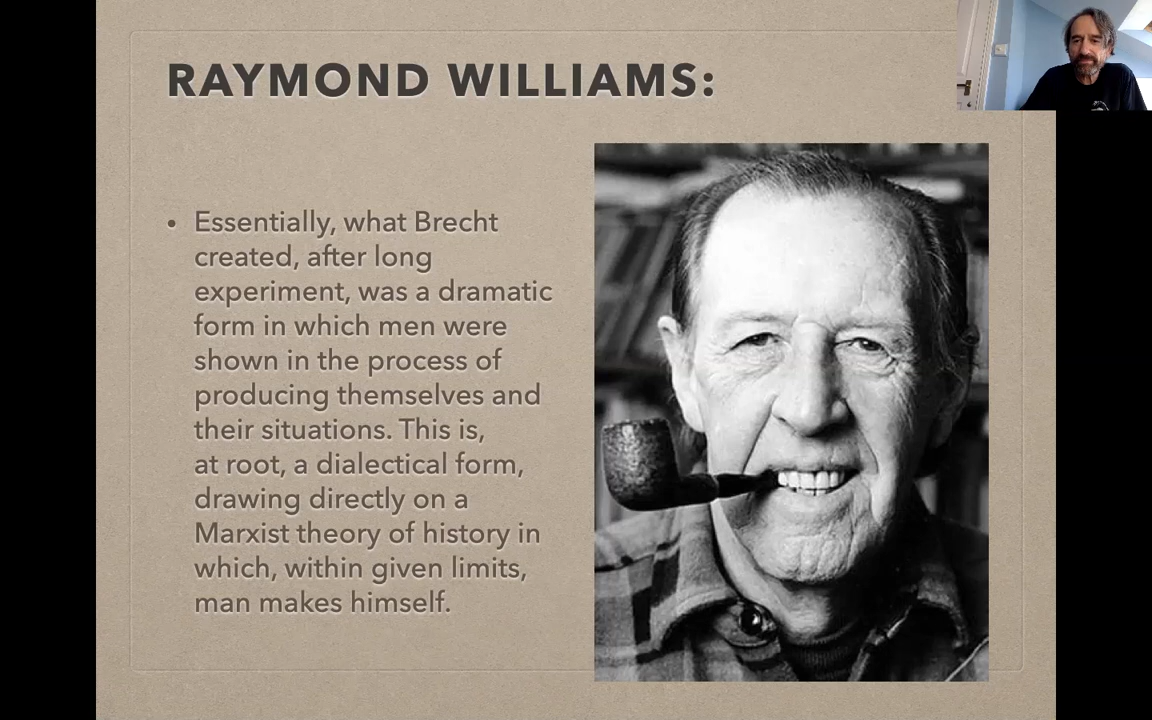 RAYMOND WILLIAMS:
• Essentially, what Brecht
created, after long
experiment, was a dramatic
form in which men were
shown in the process of
producing themselves and
their situations. This is,
at root, a dialectical form,
drawing directly on a
Marxist theory of history in
which, within given limits,
man makes himself.